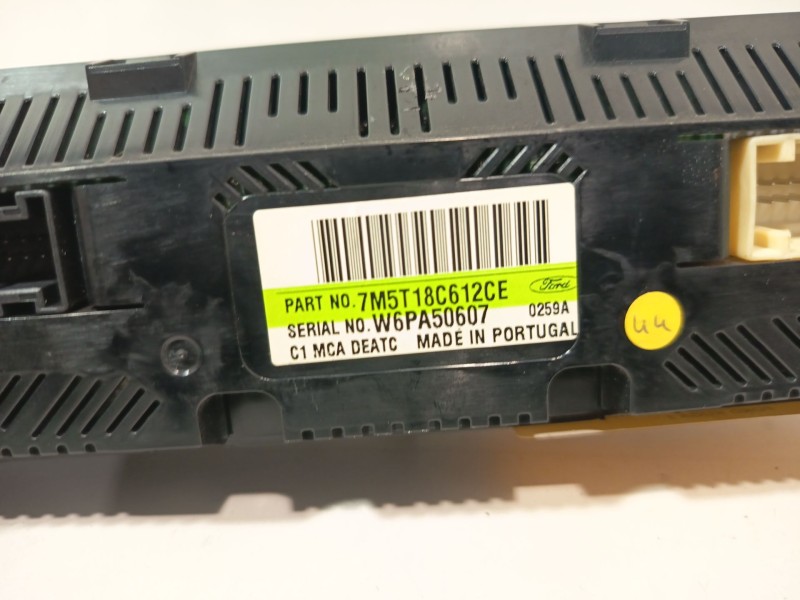 PART NO. 7M5T18C612CE Ford
SERIAL NO. W6PA50607 0259A
C1 MCA DEATC MADE IN PORTUGAL
44